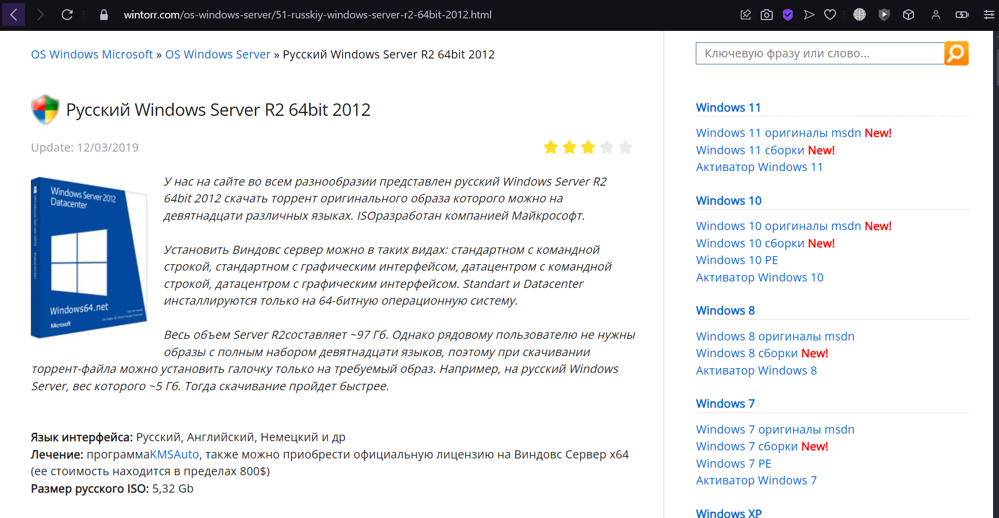 wintorr.com/os-windows-server/51-russkiy-windows-server-r2-64bit-2012.html
OS Windows Microsoft » OS Windows Server » Русский Windows Server R2 64bit 2012
Русский Windows Server R2 64bit 2012
Update: 12/03/2019
Windows Server 2012
Datacenter
Windows64.net
Microsoft
У нас на сайте во всем разнообразии представлен русский Windows Server R2
64bit 2012 скачать торрент оригинального образа которого можно на
девятнадцати различных языках. ISOразработан компанией Майкрософт.
Установить Виндовс сервер можно в таких видах: стандартном с командной
строкой, стандартном с графическим интерфейсом, датацентром с командной
строкой, датацентром с графическим интерфейсом. Standart и Datacenter
инсталлируются только на 64-битную операционную систему.
Весь объем Server R2составляет ~97 Гб. Однако рядовому пользователю не нужны
образы с полным набором девятнадцати языков, поэтому при скачивании
торрент-файла можно установить галочку только на требуемый образ. Например, на русский Windows
Server, вес которого ~5 Гб. Тогда скачивание пройдет быстрее.
Язык интерфейса: Русский, Английский, Немецкий и др
Лечение: программаKMSAuto, также можно приобрести официальную лицензию на Виндовс Сервер x64
(ее стоимость находится в пределах 800$)
Размер русского ISO: 5,32 Gb
Ключевую фразу или слово...
Windows 11
Windows 11 оригиналы msdn New!
Windows 11 сборки New!
Активатор Windows 11
Windows 10
Windows 10 оригиналы msdn New!
Windows 10 сборки New!
Windows 10 PE
Активатор Windows 10
Windows 8
Windows 8 оригиналы msdn
Windows 8 сборки New!
Активатор Windows 8
Windows 7
Windows 7 оригиналы msdn
Windows 7 сборки New!
Windows 7 PE
Активатор Windows 7
Windows XP